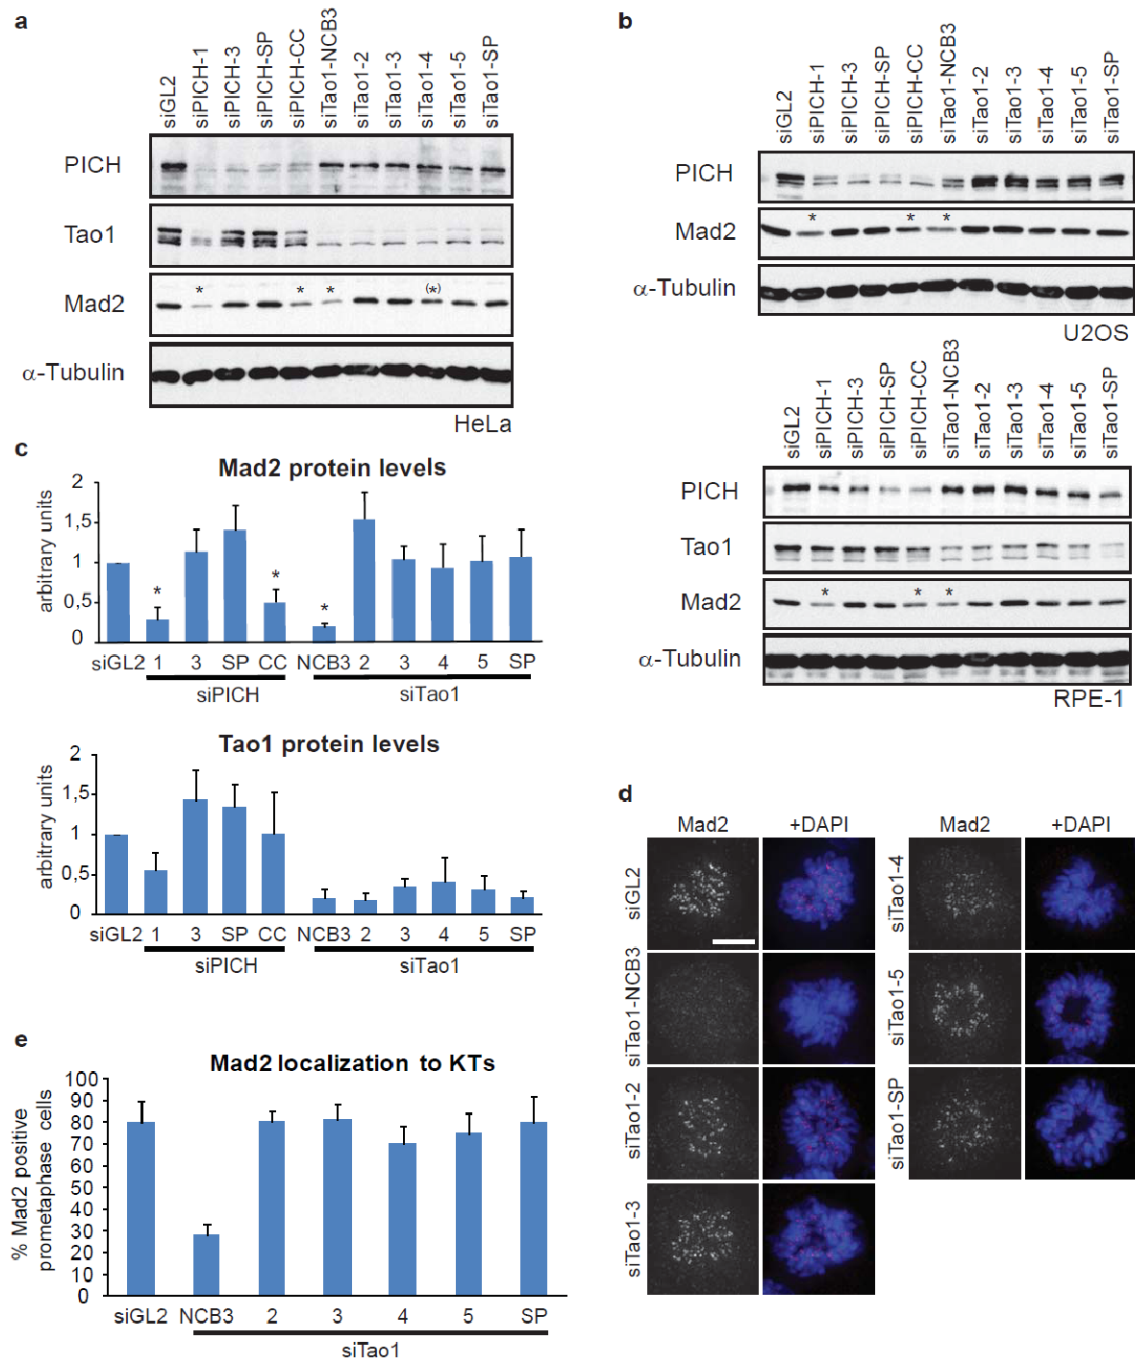 a
siGL2
siPICH-1
siPICH-3
siPICH-SP
siPICH-CC
siTao1-NCB3
siTao1-2
siTao1-3
siTao1-4
siTao1-5
siTao1-SP
PICH
Tao1
* * * (*)
Mad2
α-Tubulin
HeLa
b
siGL2
siPICH-1
siPICH-3
siPICH-SP
siPICH-CC
siTao1-NCB3
siTao1-2
siTao1-3
siTao1-4
siTao1-5
siTao1-SP
PICH
* * *
Mad2
α-Tubulin
U2OS
siGL2
siPICH-1
siPICH-3
siPICH-SP
siPICH-CC
siTao1-NCB3
siTao1-2
siTao1-3
siTao1-4
siTao1-5
siTao1-SP
PICH
Tao1
* * *
Mad2
α-Tubulin
RPE-1
c
Mad2 protein levels
arbitrary units
2
1,5
1
0,5
0
* * *
siGL2 1 3 SP CC NCB3 2 3 4 5 SP
siPICH siTao1
Tao1 protein levels
arbitrary units
2
1,5
1
0,5
0
siGL2 1 3 SP CC NCB3 2 3 4 5 SP
siPICH siTao1
d
Mad2 +DAPI Mad2 +DAPI
siGL2
siTao1-NCB3
siTao1-2
siTao1-3
siTao1-4
siTao1-5
siTao1-SP
e
Mad2 localization to KTs
% Mad2 positive
prometaphase cells
100
90
80
70
60
50
40
30
20
10
0
siGL2 NCB3 2 3 4 5 SP
siTao1